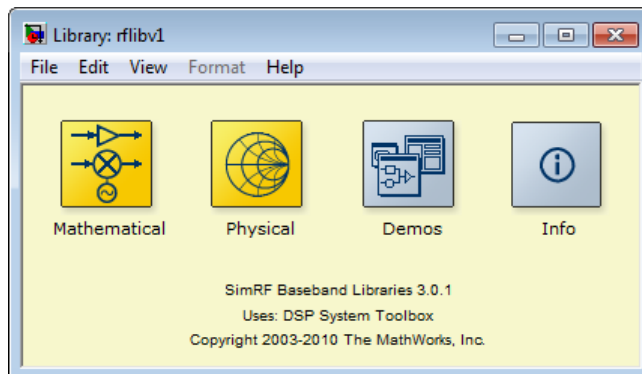 Library: rflibv1
File Edit View Format Help
Mathematical Physical Demos Info
SimRF Baseband Libraries 3.0.1
Uses: DSP System Toolbox
Copyright 2003-2010 The MathWorks, Inc.